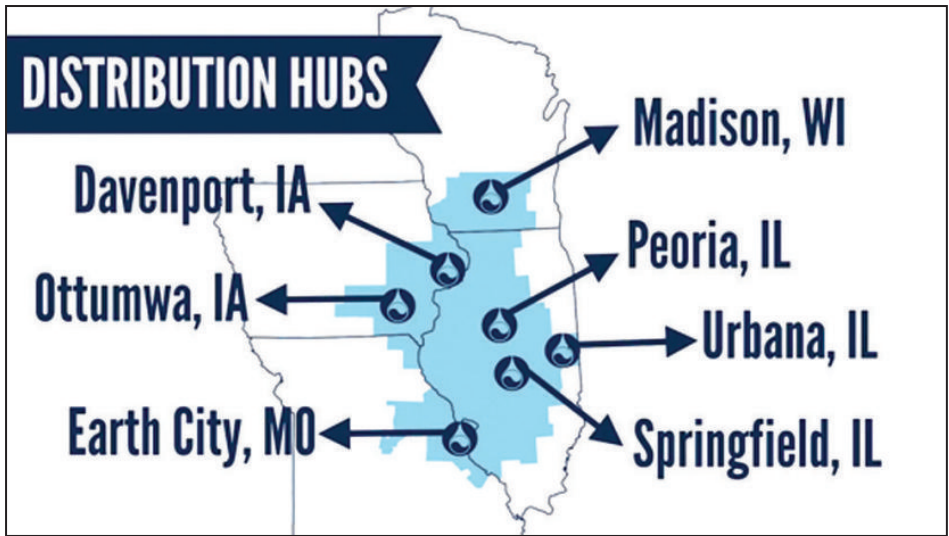 DISTRIBUTION HUBS
Madison, WI
Davenport, IA
Peoria, IL
Ottumwa, IA
Urbana, IL
Earth City, MO
Springfield, IL